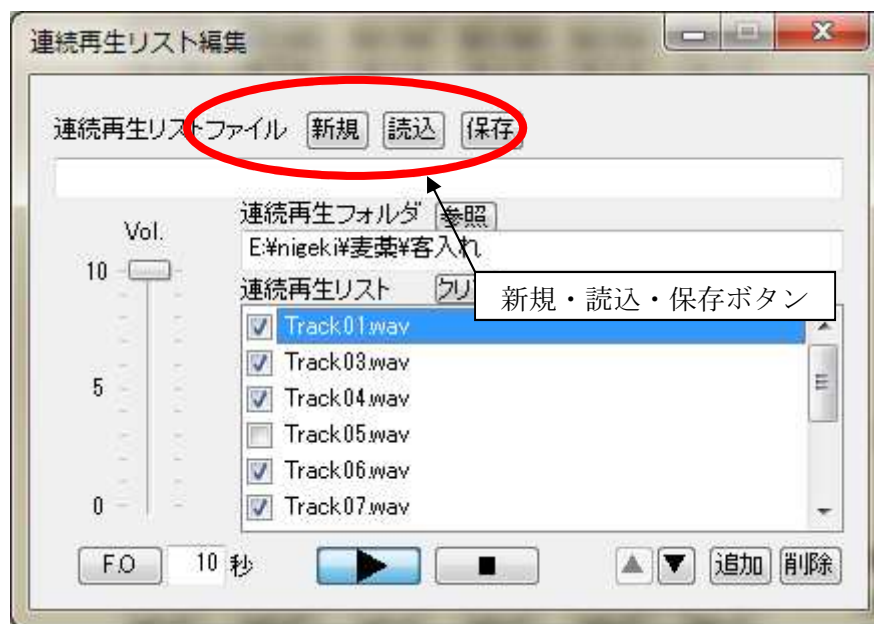 連続再生リスト編集
連続再生リストファイル 新規 読込 保存
Vol.
連続再生フォルダ 参照
E:¥nigeki¥麦藁¥客入れ
連続再生リスト
新規・読込・保存ボタン
10
5
0
Track01.wav
Track03.wav
Track04.wav
Track05.wav
Track06.wav
Track07.wav
F.O 10 秒 追加 削除